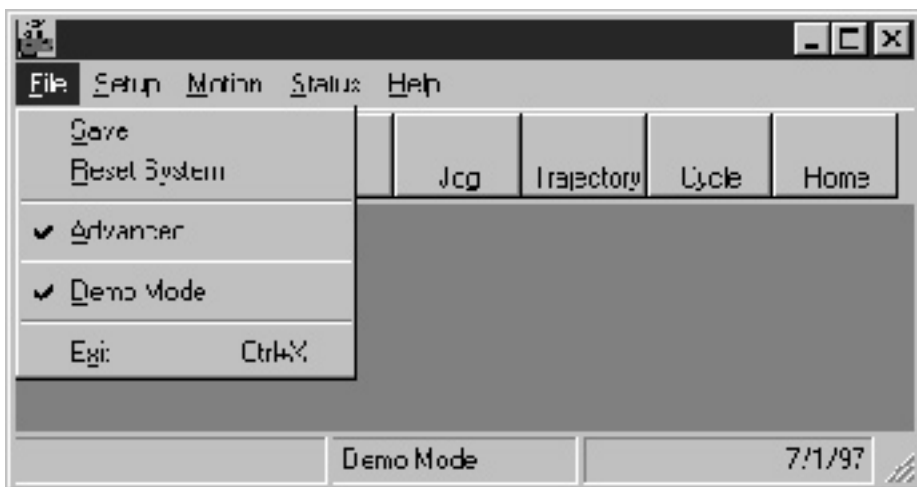 File Setup Motion Status Help
Save
Reset System
Jog Trajectory Cycle Home
Advanced
Demo Mode
Exit Ctrl+X
Demo Mode 7/1/97